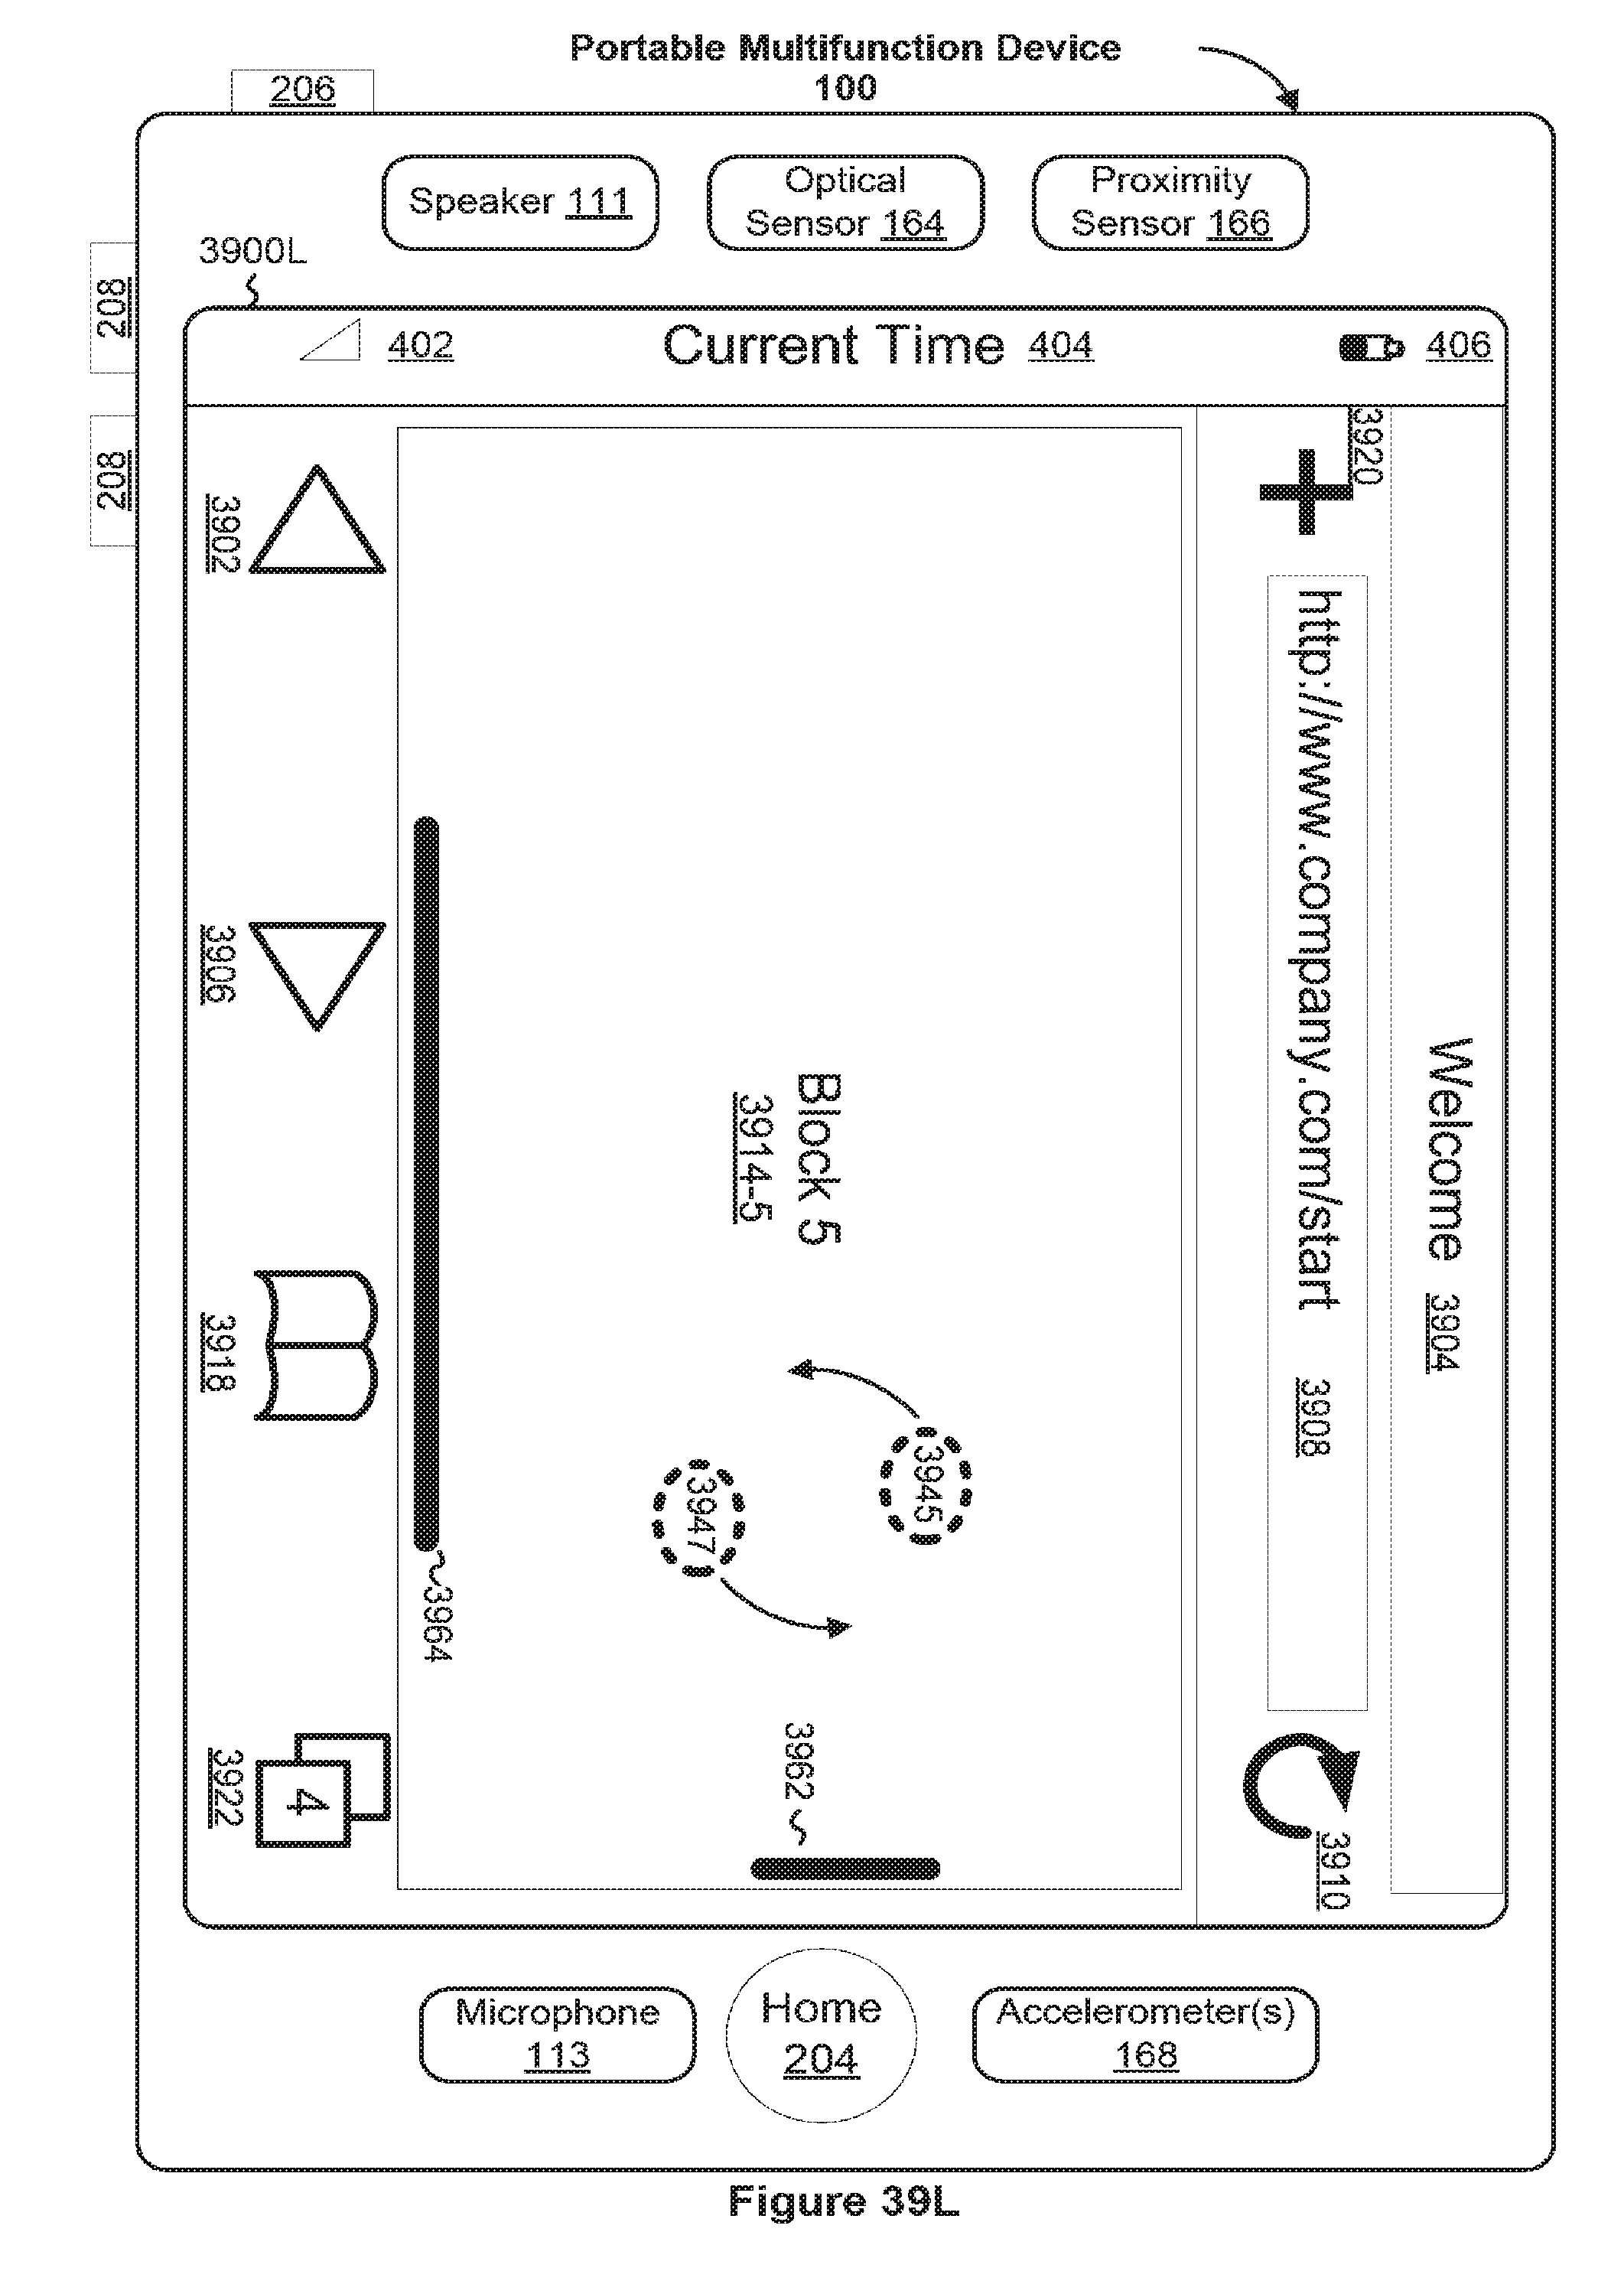 Portable Multifunction Device
100
206
Speaker 111
Optical
Sensor 164
Proximity
Sensor 166
3900L
208
208
402
Current Time 404
406
Welcome 3904
3920
http://www.company.com/start 3908
3910
Block 5
3914-5
3945
3947
3962
3964
3902
3906
3918
4
3922
Microphone
113
Home
204
Accelerometer(s)
168
Figure 39L